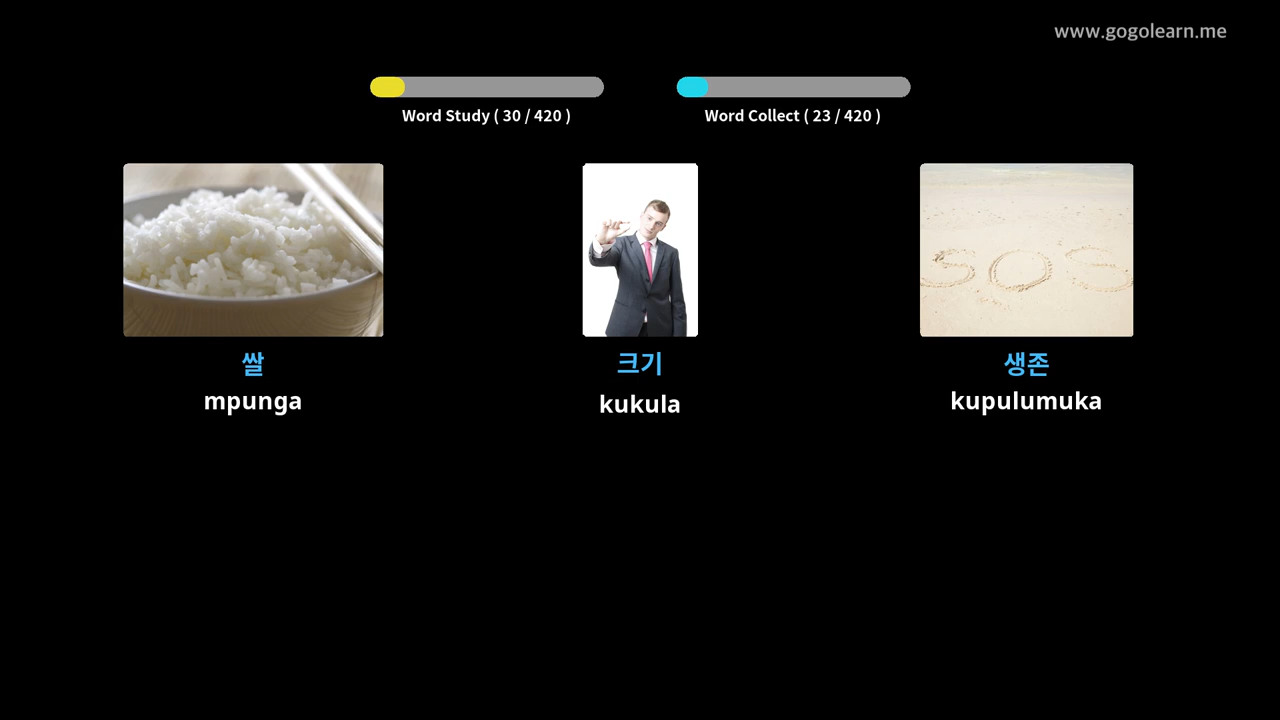 www.gogolearn.me
Word Study ( 30 / 420 )
Word Collect ( 23 / 420 )
SOS
쌀
mpunga
크기
kukula
생존
kupulumuka